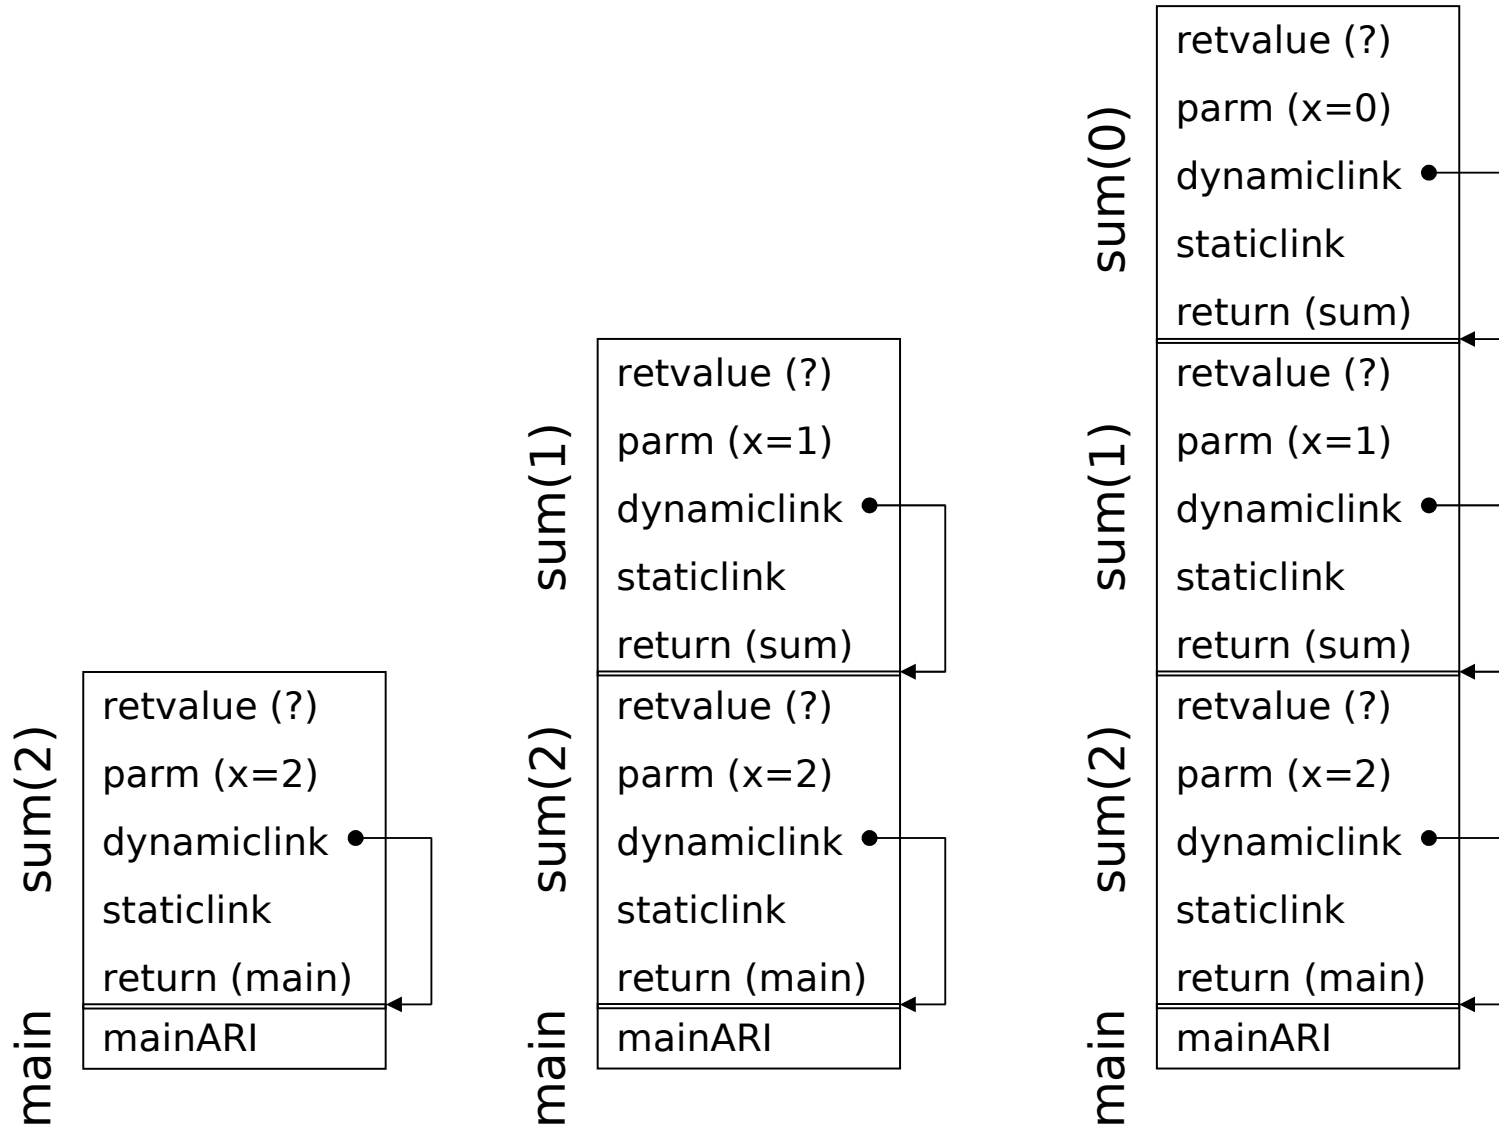 sum(2)
retvalue (?)
parm (x=2)
dynamiclink
staticlink
return (main)
main
mainARI
sum(1)
retvalue (?)
parm (x=1)
dynamiclink
staticlink
return (sum)
sum(2)
retvalue (?)
parm (x=2)
dynamiclink
staticlink
return (main)
main
mainARI
sum(0)
retvalue (?)
parm (x=0)
dynamiclink
staticlink
return (sum)
sum(1)
retvalue (?)
parm (x=1)
dynamiclink
staticlink
return (sum)
sum(2)
retvalue (?)
parm (x=2)
dynamiclink
staticlink
return (main)
main
mainARI